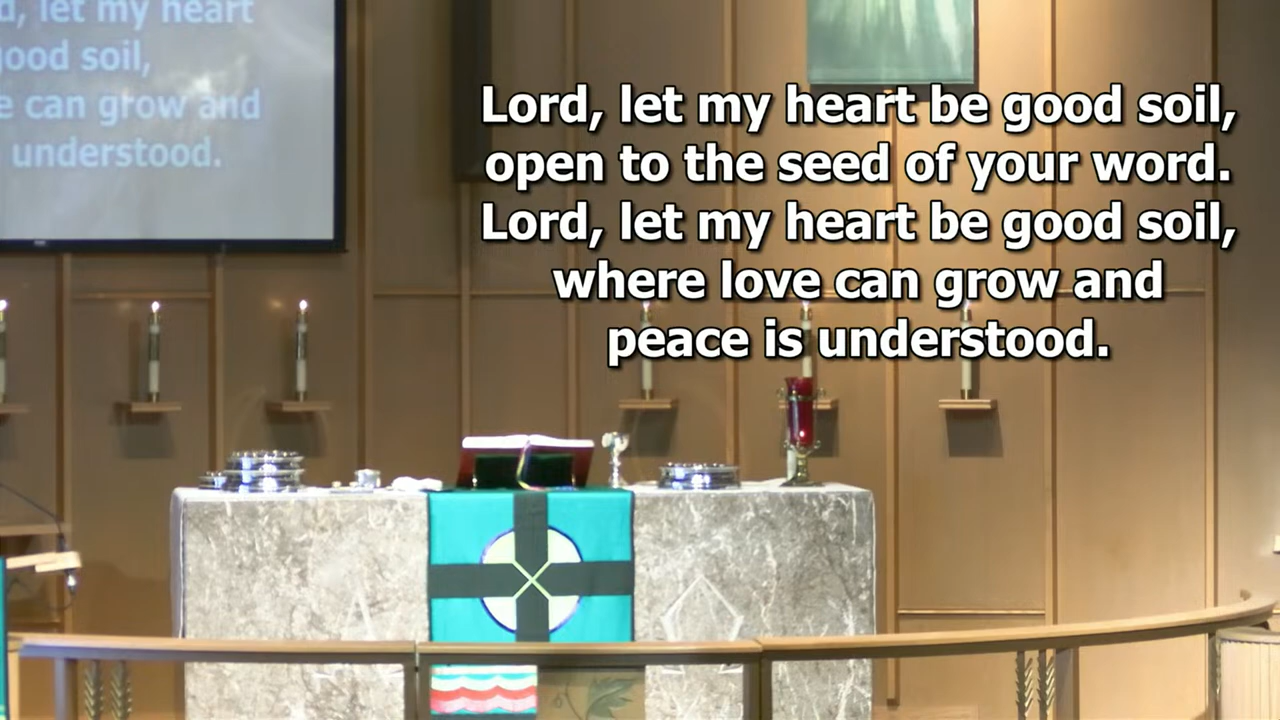 d, let my heart
good soil,
e can grow and
understood.
Lord, let my heart be good soil,
open to the seed of your word.
Lord, let my heart be good soil,
where love can grow and
peace is understood.